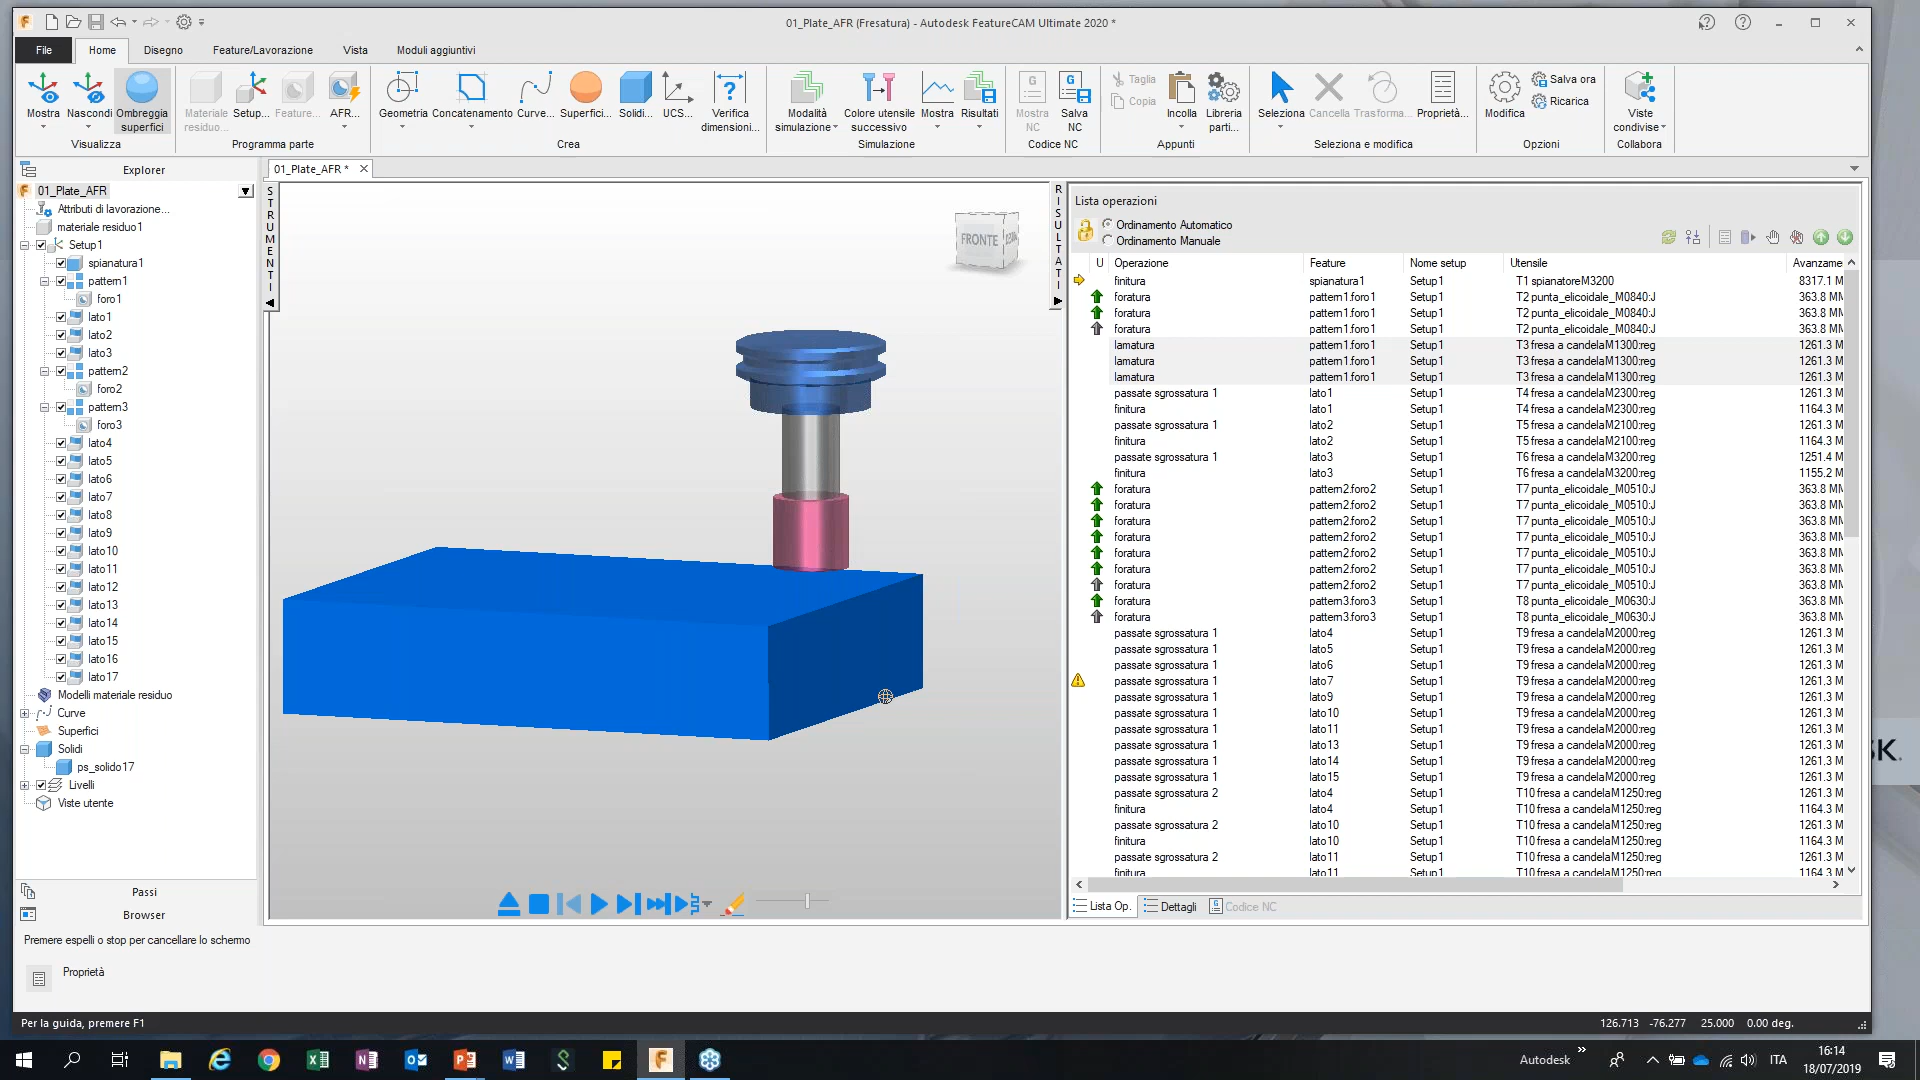 01_Plate_AFR (Fresatura) - Autodesk FeatureCAM Ultimate 2020 *
File Home Disegno Feature/Lavorazione Vista Moduli aggiuntivi
Mostra Nascondi Ombreggia superfici Materiale residuo... Setup... Feature... AFR... Geometria Concatenamento Curve... Superfici... Solidi... UCS... Verifica dimensioni... Modalità simulazione Colore utensile successivo Mostra Risultati Mostra NC Salva NC Taglia Copia Incolla Libreria parti... Seleziona Cancella Trasforma... Proprietà... Modifica Salva ora Ricarica Viste condivise
Visualizza Programma parte Crea Simulazione Codice NC Appunti Seleziona e modifica Opzioni Collabora
Explorer
01_Plate_AFR
Attributi di lavorazione...
materiale residuo1
Setup1
spianatura1
pattern1
foro1
lato1
lato2
lato3
pattern2
foro2
pattern3
foro3
lato4
lato5
lato6
lato7
lato8
lato9
lato10
lato11
lato12
lato13
lato14
lato15
lato16
lato17
Modelli materiale residuo
Curve
Superfici
Solidi
ps_solido17
Livelli
Viste utente
Passi
Browser
01_Plate_AFR *
STRUMENTI
FRONTE
RISULTATI
Lista operazioni
Ordinamento Automatico
Ordinamento Manuale
U Operazione Feature Nome setup Utensile Avanzame
finitura spianatura1 Setup1 T1 spianatoreM3200 8317.1 M
foratura pattern1.foro1 Setup1 T2 punta_elicoidale_M0840:J 363.8 MM
foratura pattern1.foro1 Setup1 T2 punta_elicoidale_M0840:J 363.8 MM
foratura pattern1.foro1 Setup1 T2 punta_elicoidale_M0840:J 363.8 MM
lamatura pattern1.foro1 Setup1 T3 fresa a candelaM1300:reg 1261.3 M
lamatura pattern1.foro1 Setup1 T3 fresa a candelaM1300:reg 1261.3 M
lamatura pattern1.foro1 Setup1 T3 fresa a candelaM1300:reg 1261.3 M
passate sgrossatura 1 lato1 Setup1 T4 fresa a candelaM2300:reg 1261.3 M
finitura lato1 Setup1 T4 fresa a candelaM2300:reg 1164.3 M
passate sgrossatura 1 lato2 Setup1 T5 fresa a candelaM2100:reg 1261.3 M
finitura lato2 Setup1 T5 fresa a candelaM2100:reg 1164.3 M
passate sgrossatura 1 lato3 Setup1 T6 fresa a candelaM3200:reg 1251.4 M
finitura lato3 Setup1 T6 fresa a candelaM3200:reg 1155.2 M
foratura pattern2.foro2 Setup1 T7 punta_elicoidale_M0510:J 363.8 MM
foratura pattern2.foro2 Setup1 T7 punta_elicoidale_M0510:J 363.8 MM
foratura pattern2.foro2 Setup1 T7 punta_elicoidale_M0510:J 363.8 MM
foratura pattern2.foro2 Setup1 T7 punta_elicoidale_M0510:J 363.8 MM
foratura pattern2.foro2 Setup1 T7 punta_elicoidale_M0510:J 363.8 MM
foratura pattern2.foro2 Setup1 T7 punta_elicoidale_M0510:J 363.8 MM
foratura pattern2.foro2 Setup1 T7 punta_elicoidale_M0510:J 363.8 MM
foratura pattern3.foro3 Setup1 T8 punta_elicoidale_M0630:J 363.8 MM
foratura pattern3.foro3 Setup1 T8 punta_elicoidale_M0630:J 363.8 MM
passate sgrossatura 1 lato4 Setup1 T9 fresa a candelaM2000:reg 1261.3 M
passate sgrossatura 1 lato5 Setup1 T9 fresa a candelaM2000:reg 1261.3 M
passate sgrossatura 1 lato6 Setup1 T9 fresa a candelaM2000:reg 1261.3 M
passate sgrossatura 1 lato7 Setup1 T9 fresa a candelaM2000:reg 1261.3 M
passate sgrossatura 1 lato9 Setup1 T9 fresa a candelaM2000:reg 1261.3 M
passate sgrossatura 1 lato10 Setup1 T9 fresa a candelaM2000:reg 1261.3 M
passate sgrossatura 1 lato11 Setup1 T9 fresa a candelaM2000:reg 1261.3 M
passate sgrossatura 1 lato13 Setup1 T9 fresa a candelaM2000:reg 1261.3 M
passate sgrossatura 1 lato14 Setup1 T9 fresa a candelaM2000:reg 1261.3 M
passate sgrossatura 1 lato15 Setup1 T9 fresa a candelaM2000:reg 1261.3 M
passate sgrossatura 2 lato4 Setup1 T10 fresa a candelaM1250:reg 1261.3 M
finitura lato4 Setup1 T10 fresa a candelaM1250:reg 1164.3 M
passate sgrossatura 2 lato10 Setup1 T10 fresa a candelaM1250:reg 1261.3 M
finitura lato10 Setup1 T10 fresa a candelaM1250:reg 1164.3 M
passate sgrossatura 2 lato11 Setup1 T10 fresa a candelaM1250:reg 1261.3 M
finitura lato11 Setup1 T10 fresa a candelaM1250:reg 1164.3 M
Lista Op. Dettagli Codice NC
Premere espelli o stop per cancellare lo schermo
Proprietà
Per la guida, premere F1 126.713 -76.277 25.000 0.00 deg.
SK.
Autodesk ITA 16:14
18/07/2019